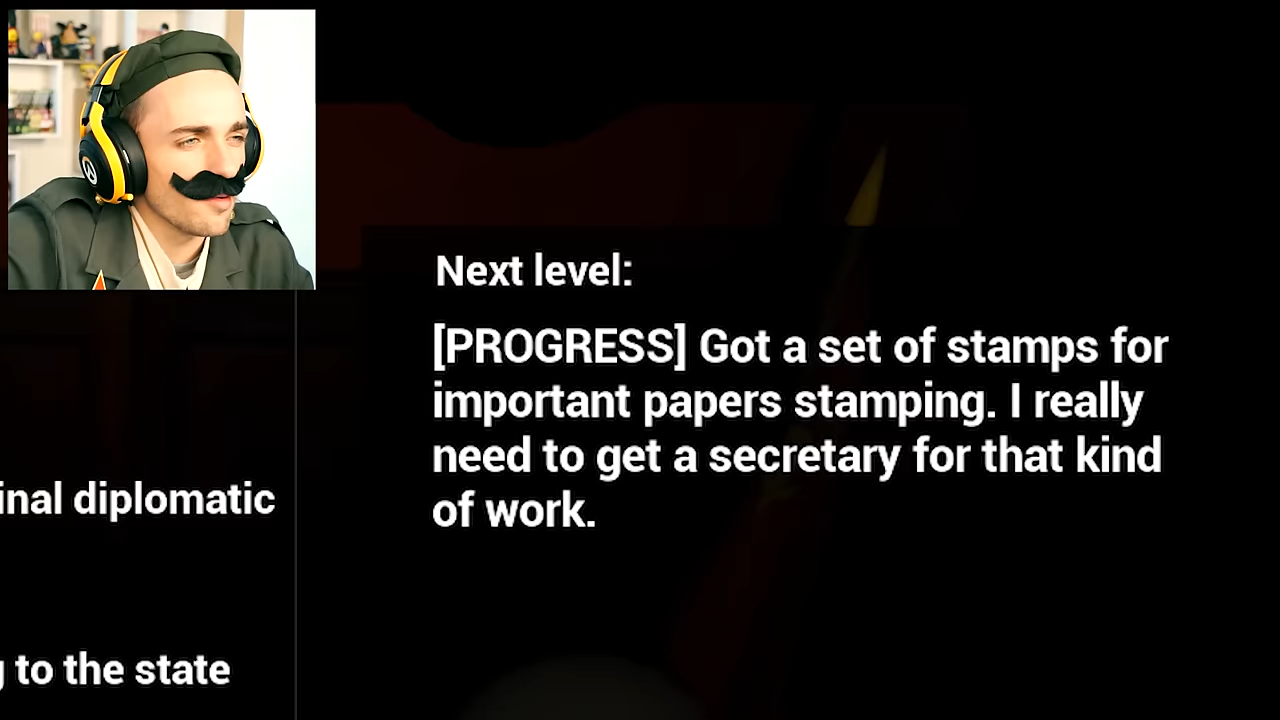 Next level:
[PROGRESS] Got a set of stamps for
important papers stamping. I really
need to get a secretary for that kind
of work.
inal diplomatic
g to the state